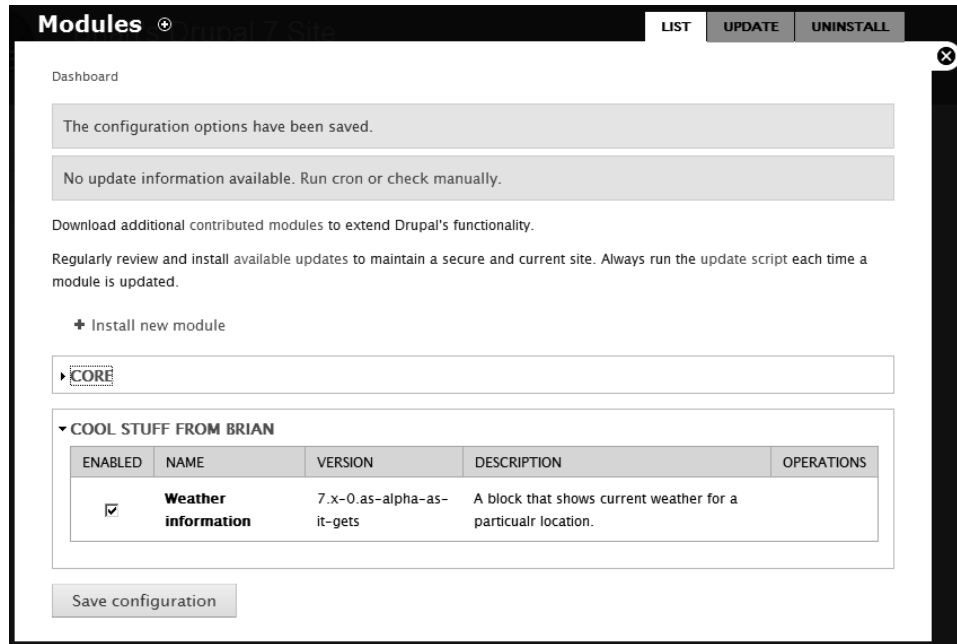 Modules
's Drupal 7 Site
LIST
UPDATE
UNINSTALL
Dashboard
The configuration options have been saved.
No update information available. Run cron or check manually.
Download additional contributed modules to extend Drupal's functionality.
Regularly review and install available updates to maintain a secure and current site. Always run the update script each time a
module is updated.
Install new module
CORE
COOL STUFF FROM BRIAN
ENABLED NAME VERSION DESCRIPTION OPERATIONS
Weather
information
7.x-0.as-alpha-as-
it-gets
A block that shows current weather for a
particualr location.
Save configuration